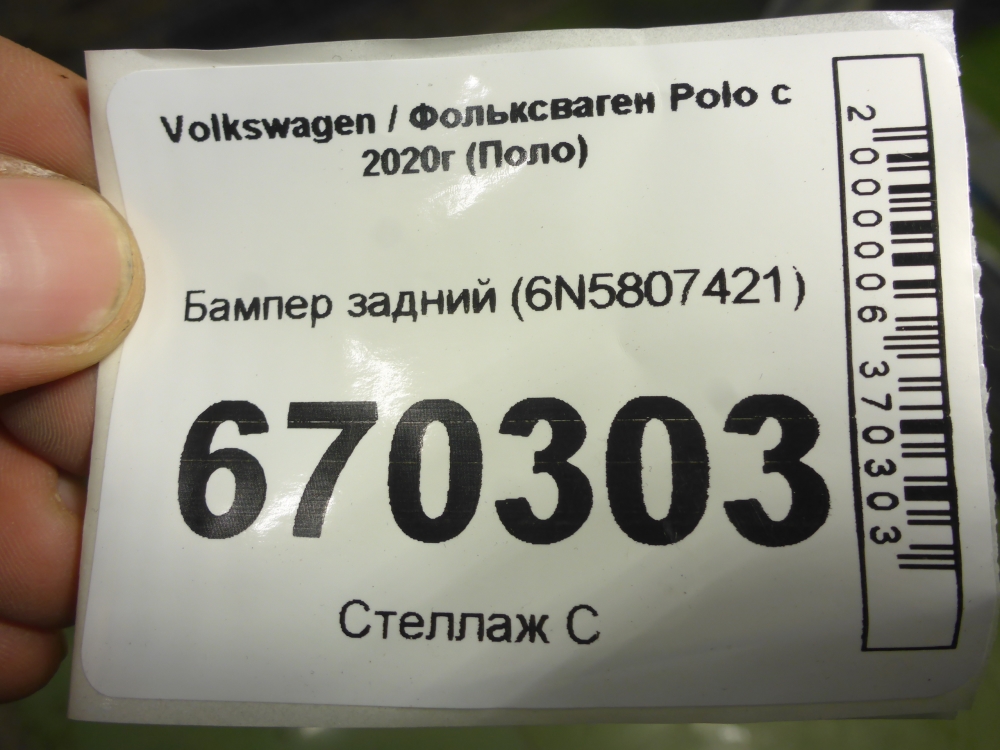 Volkswagen / Фольксваген Polo с
2020г (Поло)
Бампер задний (6N5807421)
670303
Стеллаж С
2000006370303